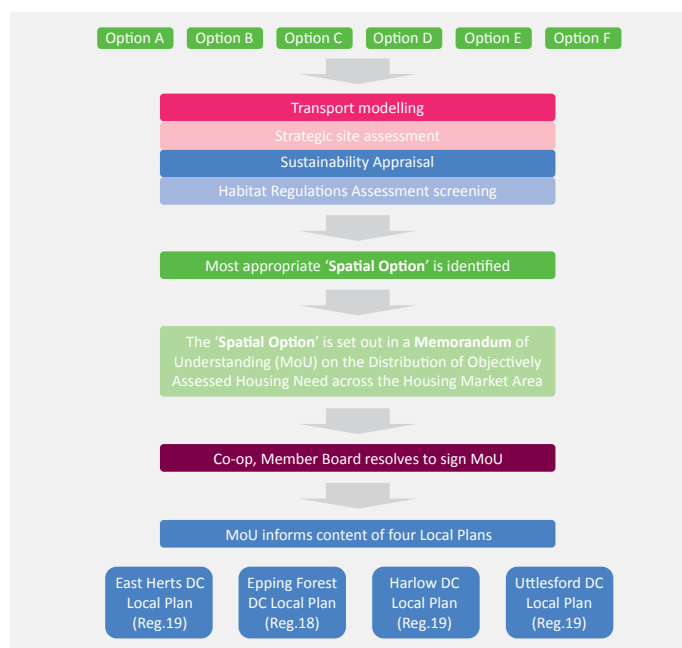 Option A Option B Option C Option D Option E Option F
Transport modelling
Strategic site assessment
Sustainability Appraisal
Habitat Regulations Assessment screening
Most appropriate ‘Spatial Option’ is identified
The ‘Spatial Option’ is set out in a Memorandum of
Understanding (MoU) on the Distribution of Objectively
Assessed Housing Need across the Housing Market Area
Co-op, Member Board resolves to sign MoU
MoU informs content of four Local Plans
East Herts DC
Local Plan
(Reg.19)
Epping Forest
DC Local Plan
(Reg.18)
Harlow DC
Local Plan
(Reg.19)
Uttlesford DC
Local Plan
(Reg.19)